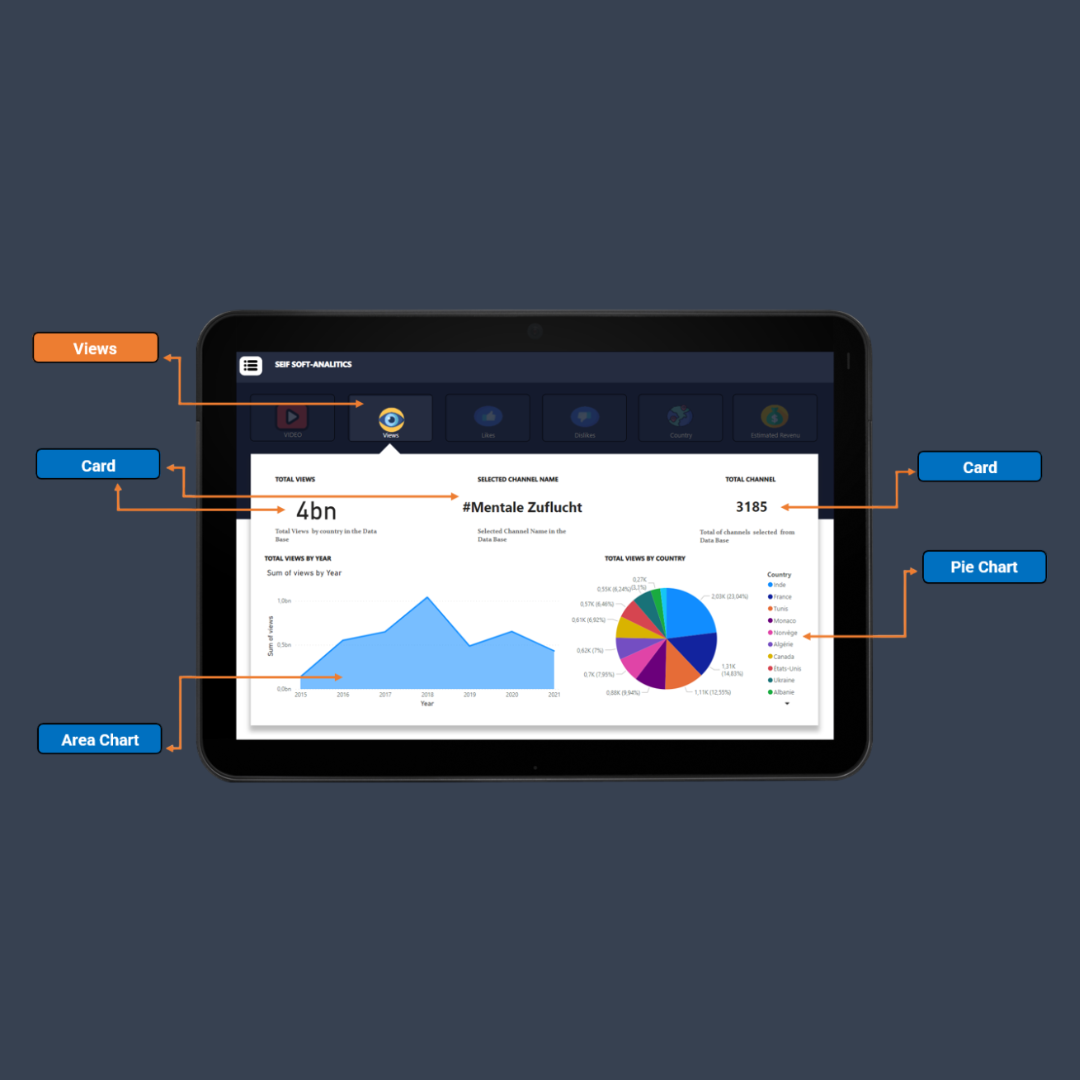 Views
SEIF SOFT-ANALITICS
VIDEO
Views
Likes
Dislikes
Country
Estimated Revenu
Card
Card
TOTAL VIEWS
SELECTED CHANNEL NAME
TOTAL CHANNEL
4bn
#Mentale Zuflucht
3185
Total Views by country in the Data
Base
Selected Channel Name in the
Data Base
Total of channels selected from
Data Base
TOTAL VIEWS BY YEAR
TOTAL VIEWS BY COUNTRY
Sum of views by Year
Pie Chart
Sum of views
1,0bn
0,5bn
0,0bn
2015
2016
2017
2018
2019
2020
2021
Year
0,27K
(3,1%)
0,55K (6,24%)
0,57K (6,46%)
0,61K (6,92%)
0,62K (7%)
0,7K (7,95%)
0,88K (9,94%)
2,03K (23,04%)
1,31K
(14,83%)
1,11K (12,55%)
Country
Inde
France
Tunis
Monaco
Norvège
Algérie
Canada
États-Unis
Ukraine
Albanie
Area Chart